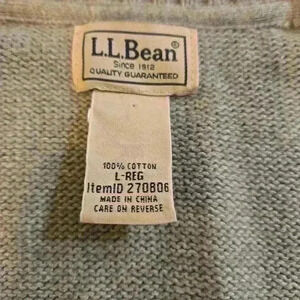 L.L.Bean®
Since 1912
QUALITY GUARANTEED
100% COTTON
L-REG
ItemID 270806
MADE IN CHINA
CARE ON REVERSE